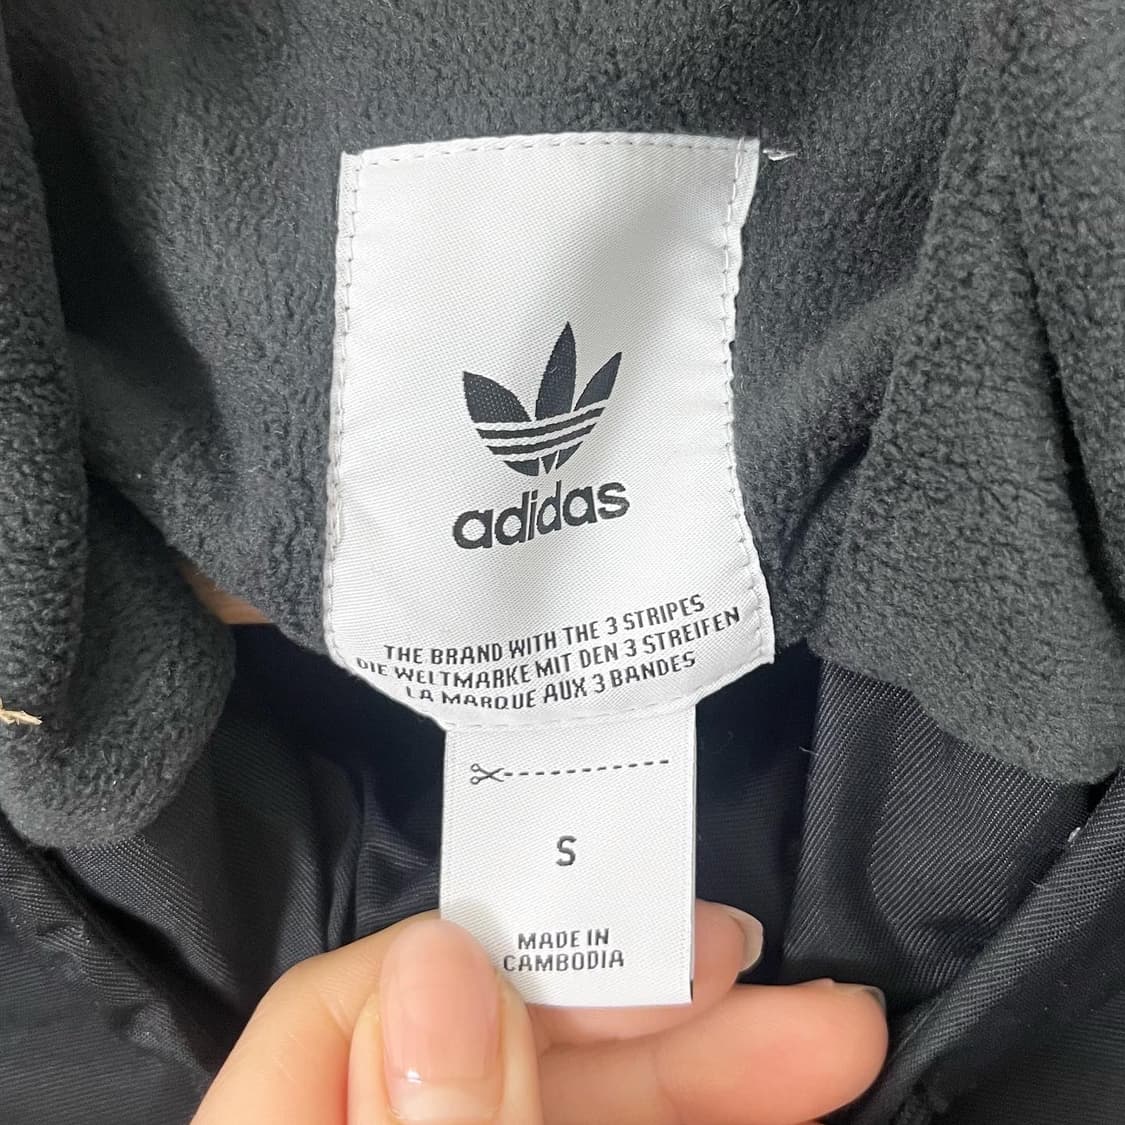 adidas
THE BRAND WITH THE 3 STRIPES
DIE WELTMARKE MIT DEN 3 STREIFEN
LA MARQUE AUX 3 BANDES
S
MADE IN
CAMBODIA